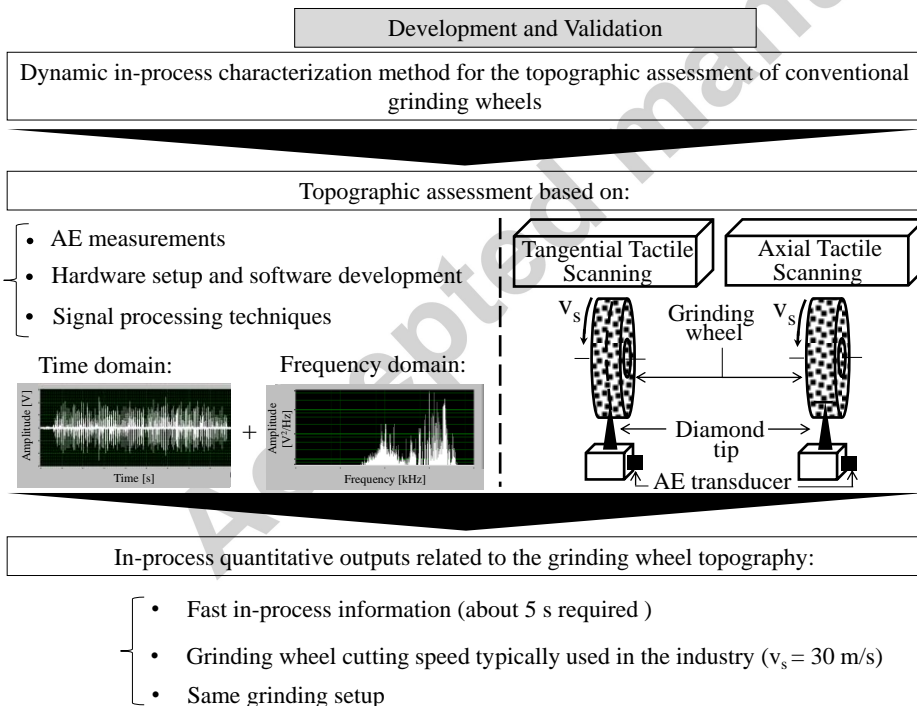 Development and Validation
Dynamic in-process characterization method for the topographic assessment of conventional
grinding wheels
Topographic assessment based on:
• AE measurements
• Hardware setup and software development
• Signal processing techniques
Time domain:
Amplitude [V]
Time [s]
+
Frequency domain:
Amplitude
[V²/Hz]
Frequency [kHz]
Tangential Tactile
Scanning
Axial Tactile
Scanning
vₛ
Grinding
wheel
vₛ
Diamond
tip
AE transducer
In-process quantitative outputs related to the grinding wheel topography:
• Fast in-process information (about 5 s required )
• Grinding wheel cutting speed typically used in the industry (vₛ = 30 m/s)
• Same grinding setup
Accepted manu